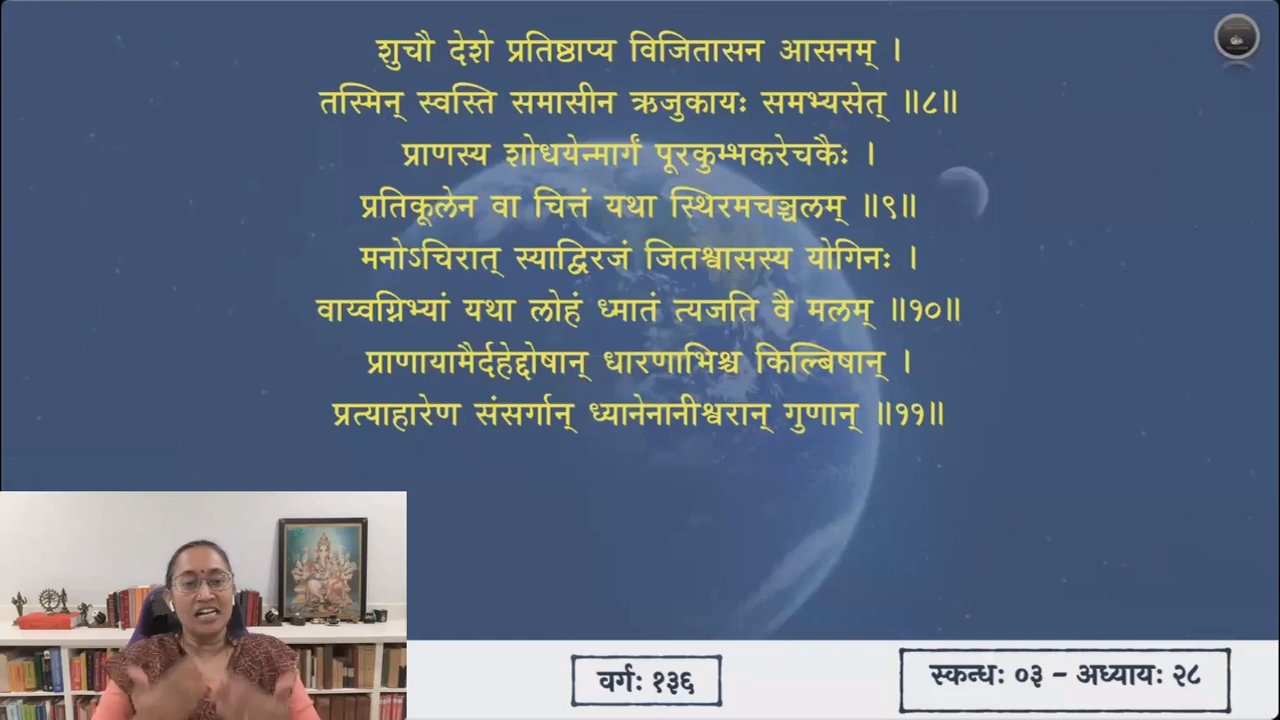 शुचौ देशे प्रतिष्ठाप्य विजितासन आसनम् ।
तस्मिन् स्वस्ति समासीन ऋजुकायः समभ्यसेत् ॥८॥
प्राणस्य शोधयेन्मार्गं पूरकुम्भकरेचकैः ।
प्रतिकूलेन वा चित्तं यथा स्थिरमचञ्चलम् ॥९॥
मनोऽचिरात् स्याद्विरजं जितश्वासस्य योगिनः ।
वाय्वग्निभ्यां यथा लोहं ध्मातं त्यजति वै मलम् ॥१०॥
प्राणायामैर्दहेद्दोषान् धारणाभिश्च किल्बिषान् ।
प्रत्याहारेण संसर्गान् ध्यानेनानीश्वरान् गुणान् ॥११॥
वर्गः १३६
स्कन्धः ०३ - अध्यायः २८